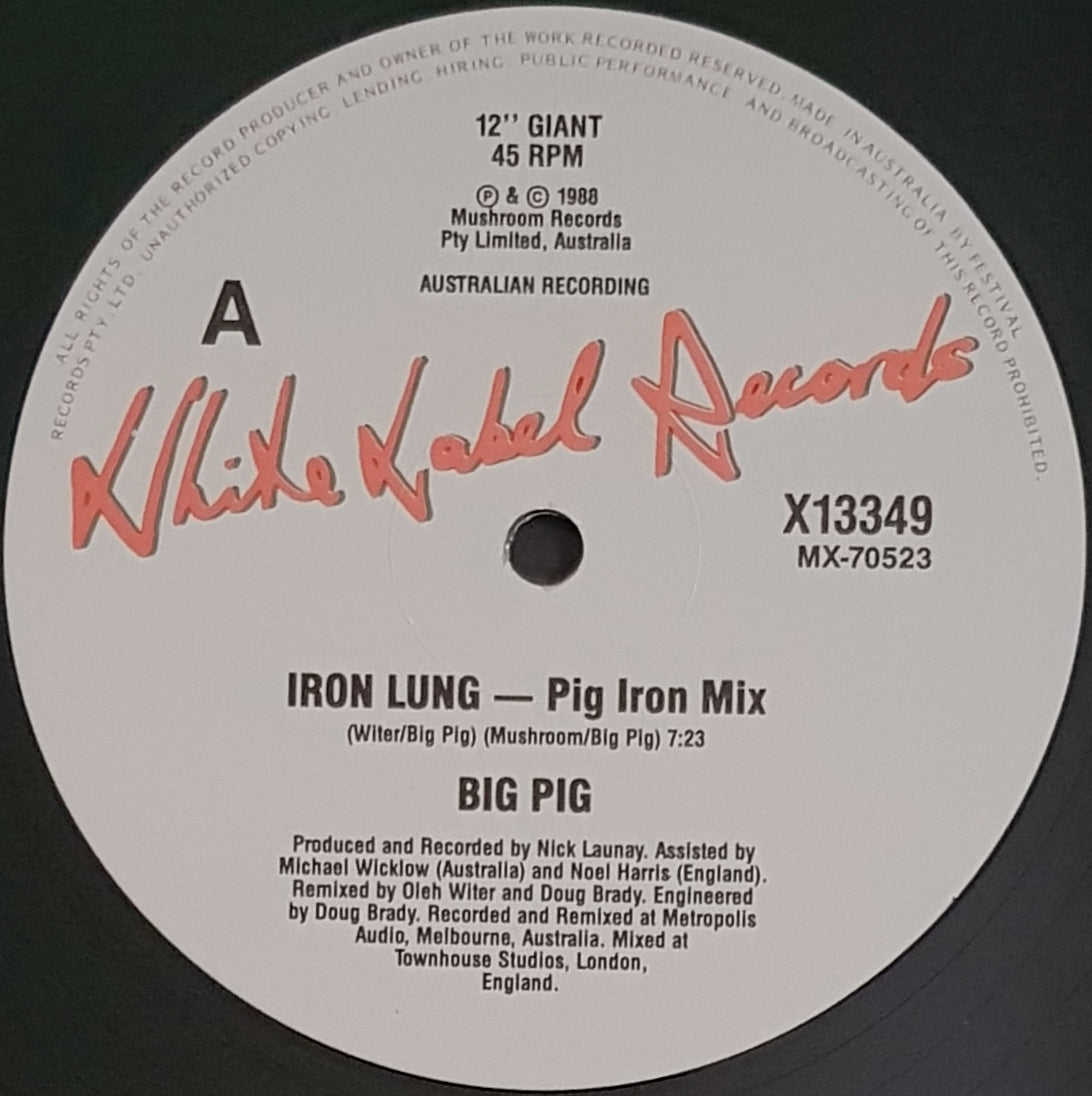 ALL RIGHTS OF THE RECORD PRODUCER AND OWNER OF THE WORK RECORDED RESERVED. MADE IN AUSTRALIA BY FESTIVAL
RECORDS PTY. LTD. UNAUTHORIZED COPYING. LENDING. HIRING. PUBLIC PERFORMANCE AND BROADCASTING OF THIS RECORD PROHIBITED.
12'' GIANT
45 RPM
℗ & © 1988
Mushroom Records
Pty Limited, Australia
AUSTRALIAN RECORDING
A
White Label Records
X13349
MX-70523
IRON LUNG — Pig Iron Mix
(Witer/Big Pig) (Mushroom/Big Pig) 7:23
BIG PIG
Produced and Recorded by Nick Launay. Assisted by
Michael Wicklow (Australia) and Noel Harris (England).
Remixed by Oleh Witer and Doug Brady. Engineered
by Doug Brady. Recorded and Remixed at Metropolis
Audio, Melbourne, Australia. Mixed at
Townhouse Studios, London,
England.